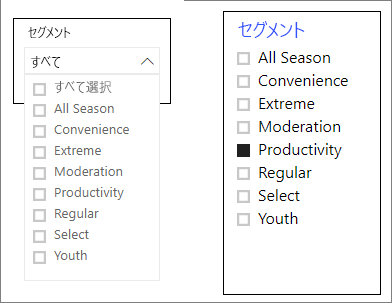 セグメント
すべて
すべて選択
All Season
Convenience
Extreme
Moderation
Productivity
Regular
Select
Youth
セグメント
All Season
Convenience
Extreme
Moderation
Productivity
Regular
Select
Youth